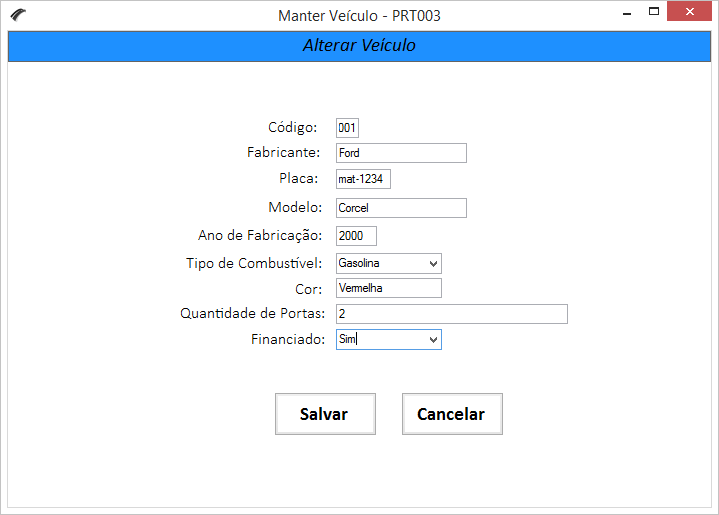 Manter Veículo - PRT003
Alterar Veículo
Código: 001
Fabricante: Ford
Placa: mat-1234
Modelo: Corcel
Ano de Fabricação: 2000
Tipo de Combustível: Gasolina
Cor: Vermelha
Quantidade de Portas: 2
Financiado: Sim
Salvar Cancelar